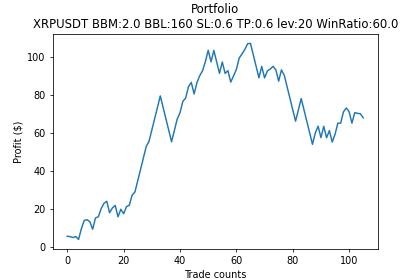 Portfolio
XRPUSDT BBM:2.0 BBL:160 SL:0.6 TP:0.6 lev:20 WinRatio:60.0
100
80
60
40
20
0
Profit ($)
0 20 40 60 80 100
Trade counts